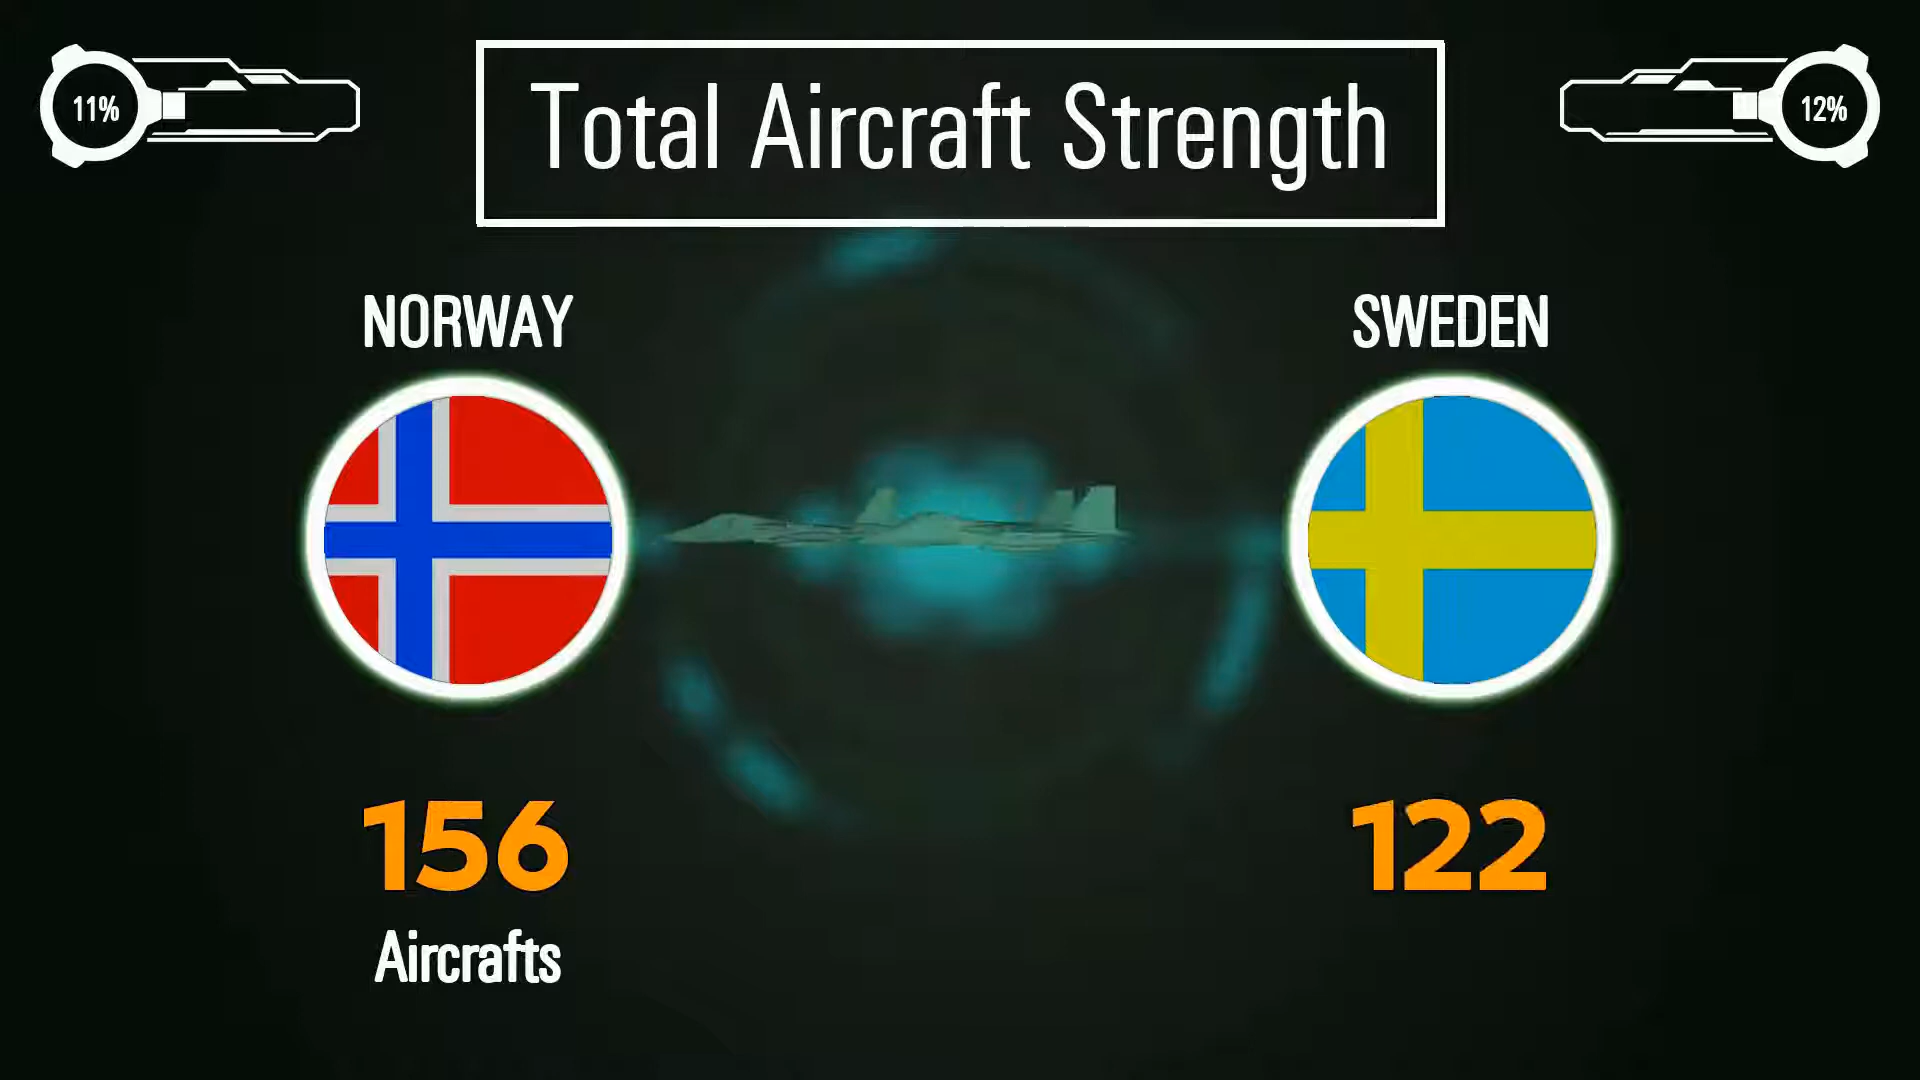 11%
Total Aircraft Strength
12%
NORWAY
SWEDEN
156
122
Aircrafts